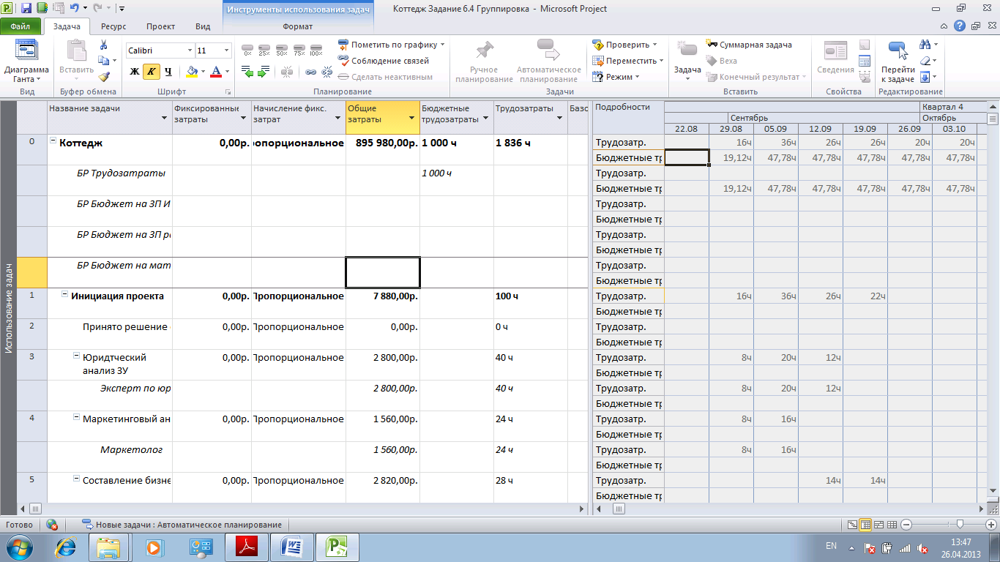 Инструменты использования задач
Коттедж Задание 6.4 Группировка - Microsoft Project
Файл Задача Ресурс Проект Вид Формат
Диаграмма Ганта
Вид
Вставить
Буфер обмена
Calibri 11
Ж К Ч А
Шрифт
0% 25% 50% 75% 100%
Пометить по графику
Соблюдение связей
Сделать неактивным
Планирование
Ручное планирование
Автоматическое планирование
Проверить
Переместить
Режим
Задачи
Задача
Суммарная задача
Веха
Конечный результат
Вставить
Сведения
Свойства
Перейти к задаче
Редактирование
Использование задач
Название задачи Фиксированные затраты Начисление фикс. затрат Общие затраты Бюджетные трудозатраты Трудозатраты Базо
Подробности Квартал 4
Сентябрь Октябрь
22.08 29.08 05.09 12.09 19.09 26.09 03.10
0 Коттедж 0,00р. опорциональное 895 980,00р. 1 000 ч 1 836 ч
Трудозатр. 16ч 36ч 26ч 26ч 20ч 20ч
Бюджетные тр 19,12ч 47,78ч 47,78ч 47,78ч 47,78ч 47,78ч
БР Трудозатраты 1 000 ч
Трудозатр.
Бюджетные тр 19,12ч 47,78ч 47,78ч 47,78ч 47,78ч 47,78ч
БР Бюджет на ЗП И
Трудозатр.
Бюджетные тр
БР Бюджет на ЗП ра
Трудозатр.
Бюджетные тр
БР Бюджет на мат
Трудозатр.
Бюджетные тр
1 Инициация проекта 0,00р. Пропорциональное 7 880,00р. 100 ч
Трудозатр. 16ч 36ч 26ч 22ч
Бюджетные тр
2 Принято решение 0,00р. Пропорциональное 0,00р. 0 ч
Трудозатр.
Бюджетные тр
3 Юридтческий анализ ЗУ 0,00р. Пропорциональное 2 800,00р. 40 ч
Трудозатр. 8ч 20ч 12ч
Бюджетные тр
Эксперт по юр 2 800,00р. 40 ч
Трудозатр. 8ч 20ч 12ч
Бюджетные тр
4 Маркетинговый ан 0,00р. Пропорциональное 1 560,00р. 24 ч
Трудозатр. 8ч 16ч
Бюджетные тр
Маркетолог 1 560,00р. 24 ч
Трудозатр. 8ч 16ч
Бюджетные тр
5 Составление бизне 0,00р. Пропорциональное 2 820,00р. 28 ч
Трудозатр. 14ч 14ч
Бюджетные тр
Готово Новые задачи : Автоматическое планирование
EN 13:47
26.04.2013